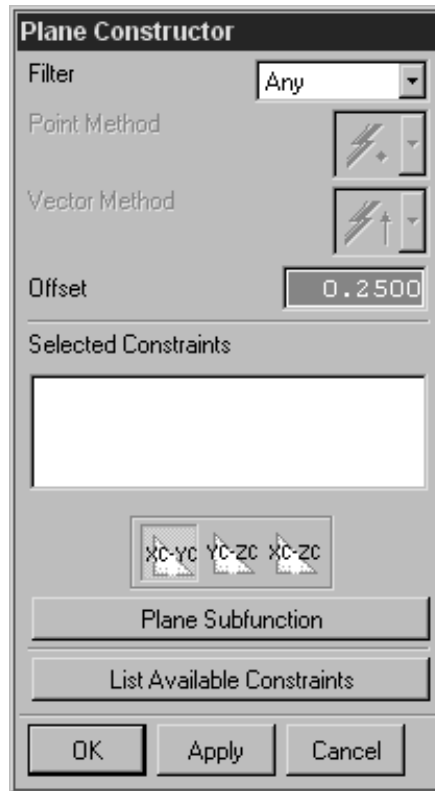 Plane Constructor
Filter Any
Point Method
Vector Method
Offset 0.2500
Selected Constraints
XC-YC YC-ZC XC-ZC
Plane Subfunction
List Available Constraints
OK Apply Cancel